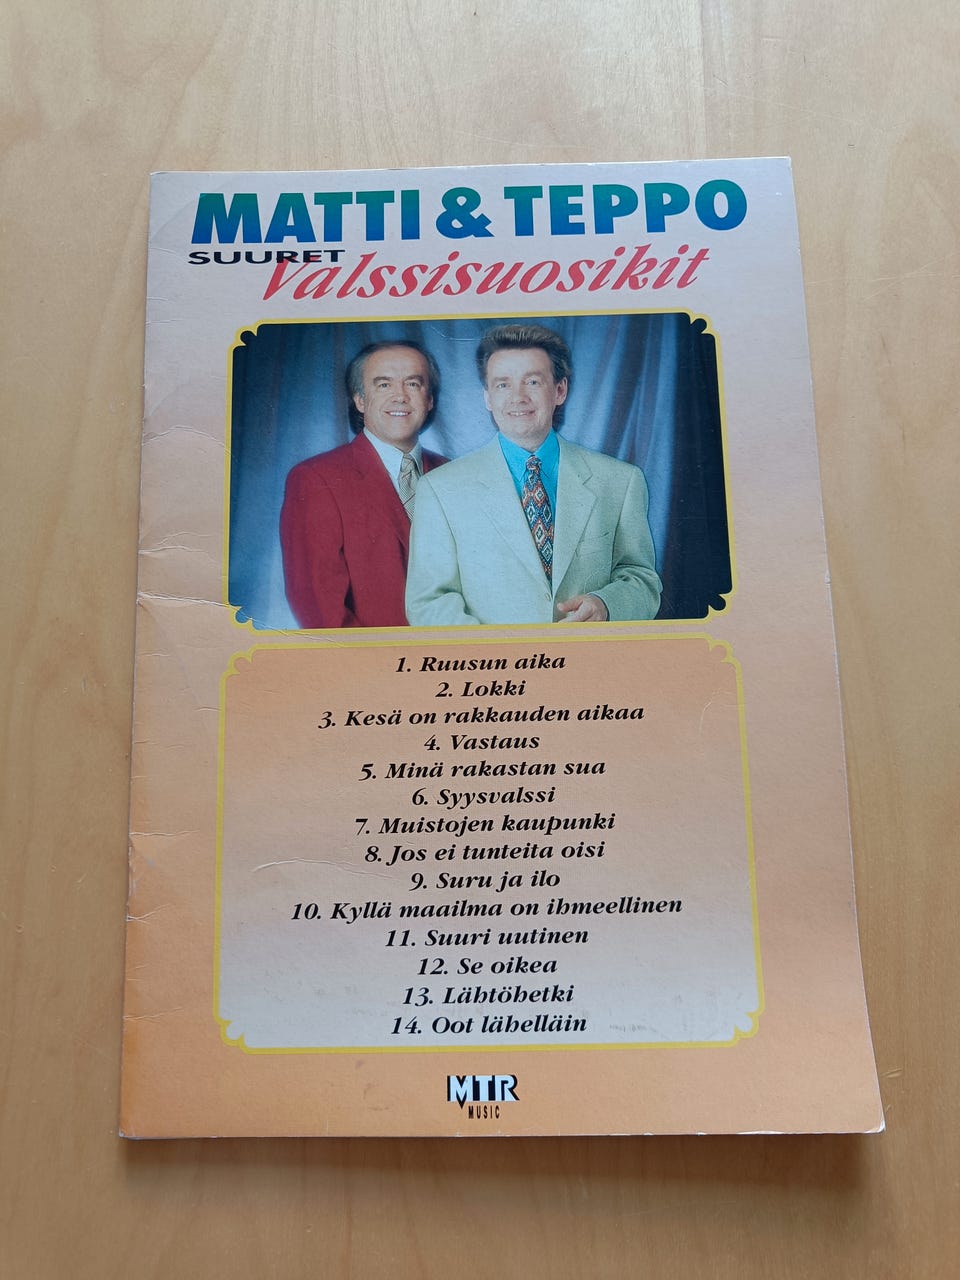 MATTI & TEPPO
SUURET
Valssisuosikit
1. Ruusun aika
2. Lokki
3. Kesä on rakkauden aikaa
4. Vastaus
5. Minä rakastan sua
6. Syysvalssi
7. Muistojen kaupunki
8. Jos ei tunteita oisi
9. Suru ja ilo
10. Kyllä maailma on ihmeellinen
11. Suuri uutinen
12. Se oikea
13. Lähtöhetki
14. Oot lähelläin
MTR
MUSIC